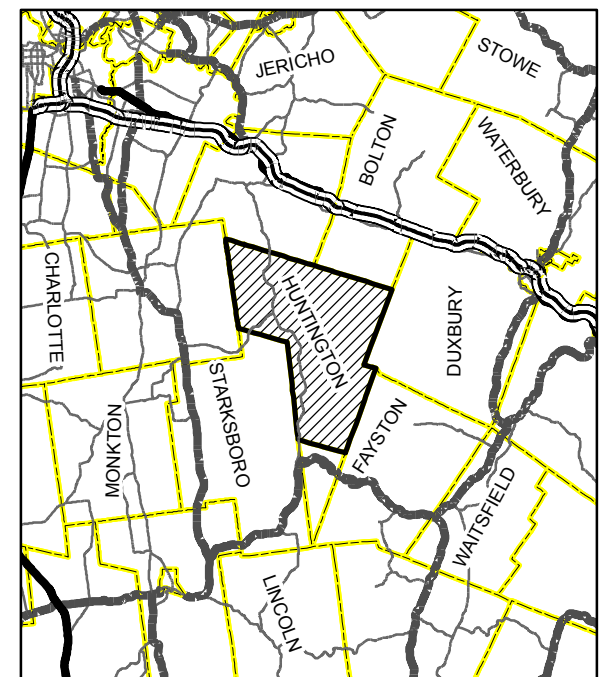 JERICHO
STOWE
BOLTON
WATERBURY
CHARLOTTE
HUNTINGTON
DUXBURY
STARKSBORO
MONKTON
FAYSTON
WAITSFIELD
LINCOLN